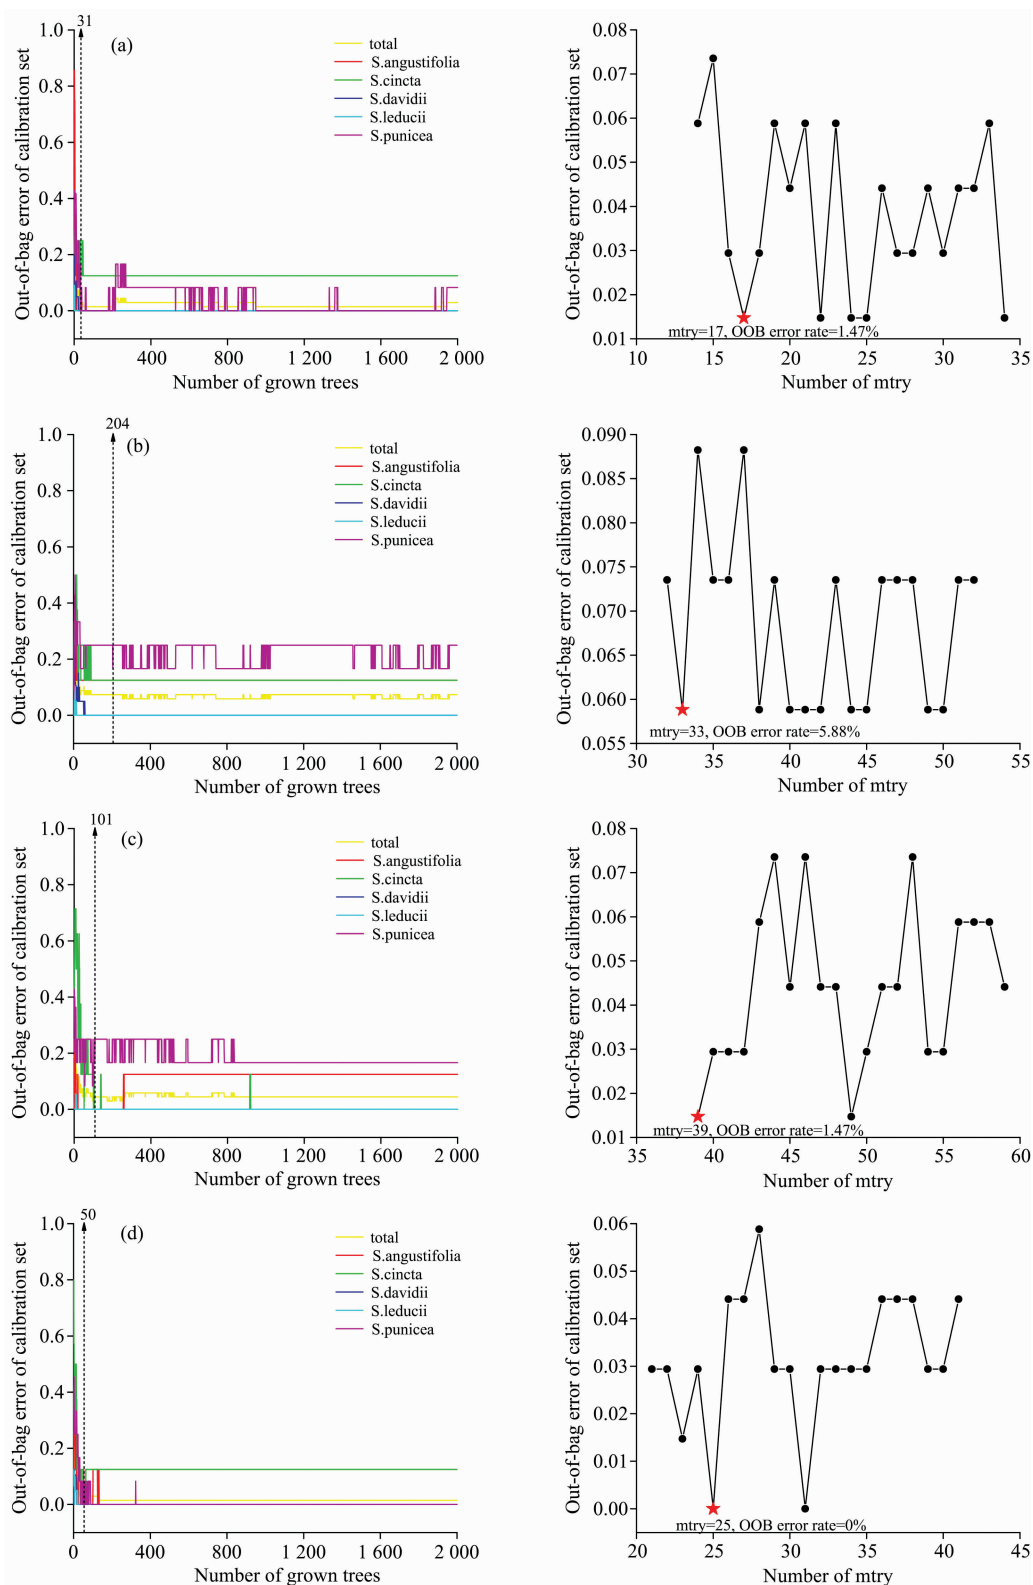 31
(a)
total
S.angustifolia
S.cincta
S.davidii
S.leducii
S.punicea
Out-of-bag error of calibration set
1.0
0.8
0.6
0.4
0.2
0.0
0 400 800 1 200 1 600 2 000
Number of grown trees
Out-of-bag error of calibration set
0.08
0.07
0.06
0.05
0.04
0.03
0.02
0.01
mtry=17, OOB error rate=1.47%
10 15 20 25 30 35
Number of mtry
204
(b)
total
S.angustifolia
S.cincta
S.davidii
S.leducii
S.punicea
Out-of-bag error of calibration set
1.0
0.8
0.6
0.4
0.2
0.0
0 400 800 1 200 1 600 2 000
Number of grown trees
Out-of-bag error of calibration set
0.090
0.085
0.080
0.075
0.070
0.065
0.060
0.055
mtry=33, OOB error rate=5.88%
30 35 40 45 50 55
Number of mtry
101
(c)
total
S.angustifolia
S.cincta
S.davidii
S.leducii
S.punicea
Out-of-bag error of calibration set
1.0
0.8
0.6
0.4
0.2
0.0
0 400 800 1 200 1 600 2 000
Number of grown trees
Out-of-bag error of calibration set
0.08
0.07
0.06
0.05
0.04
0.03
0.02
0.01
mtry=39, OOB error rate=1.47%
35 40 45 50 55 60
Number of mtry
50
(d)
total
S.angustifolia
S.cincta
S.davidii
S.leducii
S.punicea
Out-of-bag error of calibration set
1.0
0.8
0.6
0.4
0.2
0.0
0 400 800 1 200 1 600 2 000
Number of grown trees
Out-of-bag error of calibration set
0.06
0.05
0.04
0.03
0.02
0.01
0.00
mtry=25, OOB error rate=0%
20 25 30 35 40 45
Number of mtry